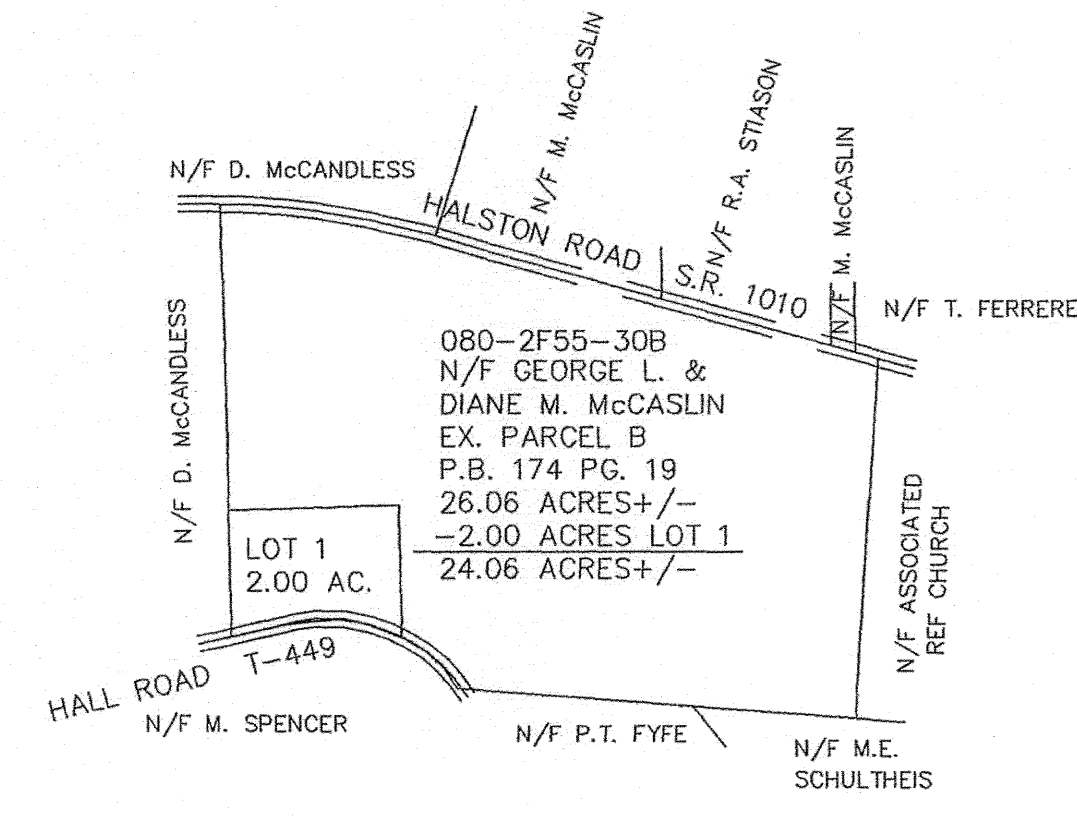 N/F D. McCANDLESS
N/F M. McCASLIN
N/F R.A. STIASON
N/F M. McCASLIN
N/F T. FERRERE
HALSTON ROAD S.R. 1010
N/F D. McCANDLESS
080-2F55-30B
N/F GEORGE L. &
DIANE M. McCASLIN
EX. PARCEL B
P.B. 174 PG. 19
26.06 ACRES+/-
-2.00 ACRES LOT 1
24.06 ACRES+/-
LOT 1
2.00 AC.
N/F ASSOCIATED
REF CHURCH
HALL ROAD T-449
N/F M. SPENCER
N/F P.T. FYFE
N/F M.E.
SCHULTHEIS